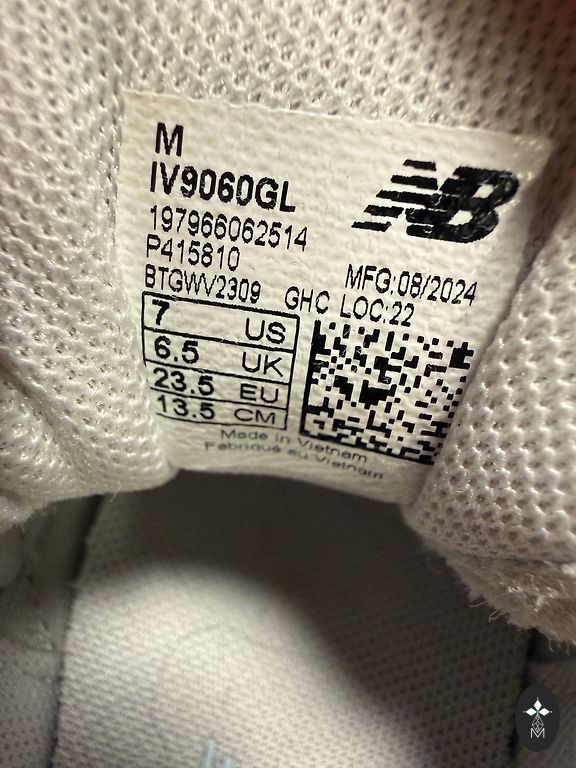 M
IV9060GL
197966062514
P415810
BTGWV2309 GHC LOC:22
MFG:08/2024
NB
7 US
6.5 UK
23.5 EU
13.5 CM
Made in Vietnam
Fabriqué au Vietnam
M